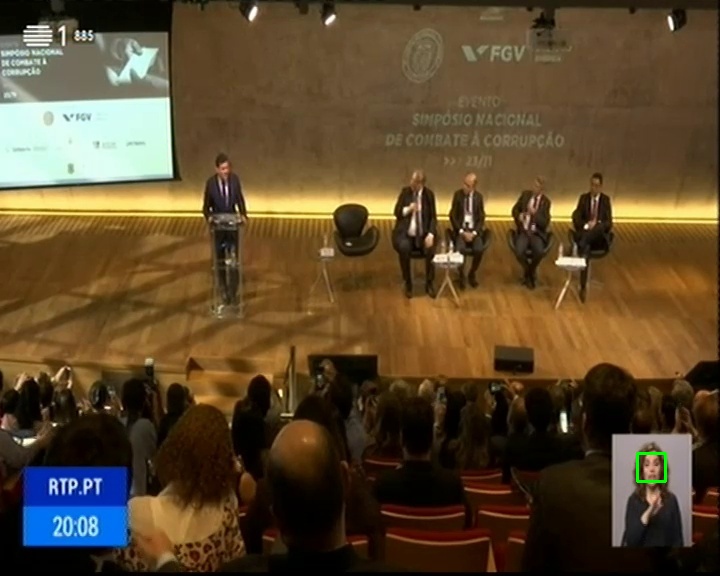 1 885
SIMPÓSIO NACIONAL
DE COMBATE À
CORRUPÇÃO
FGV
FGV
EVENTO
SIMPÓSIO NACIONAL
DE COMBATE À CORRUPÇÃO
>> 23/11
RTP.PT
20:08